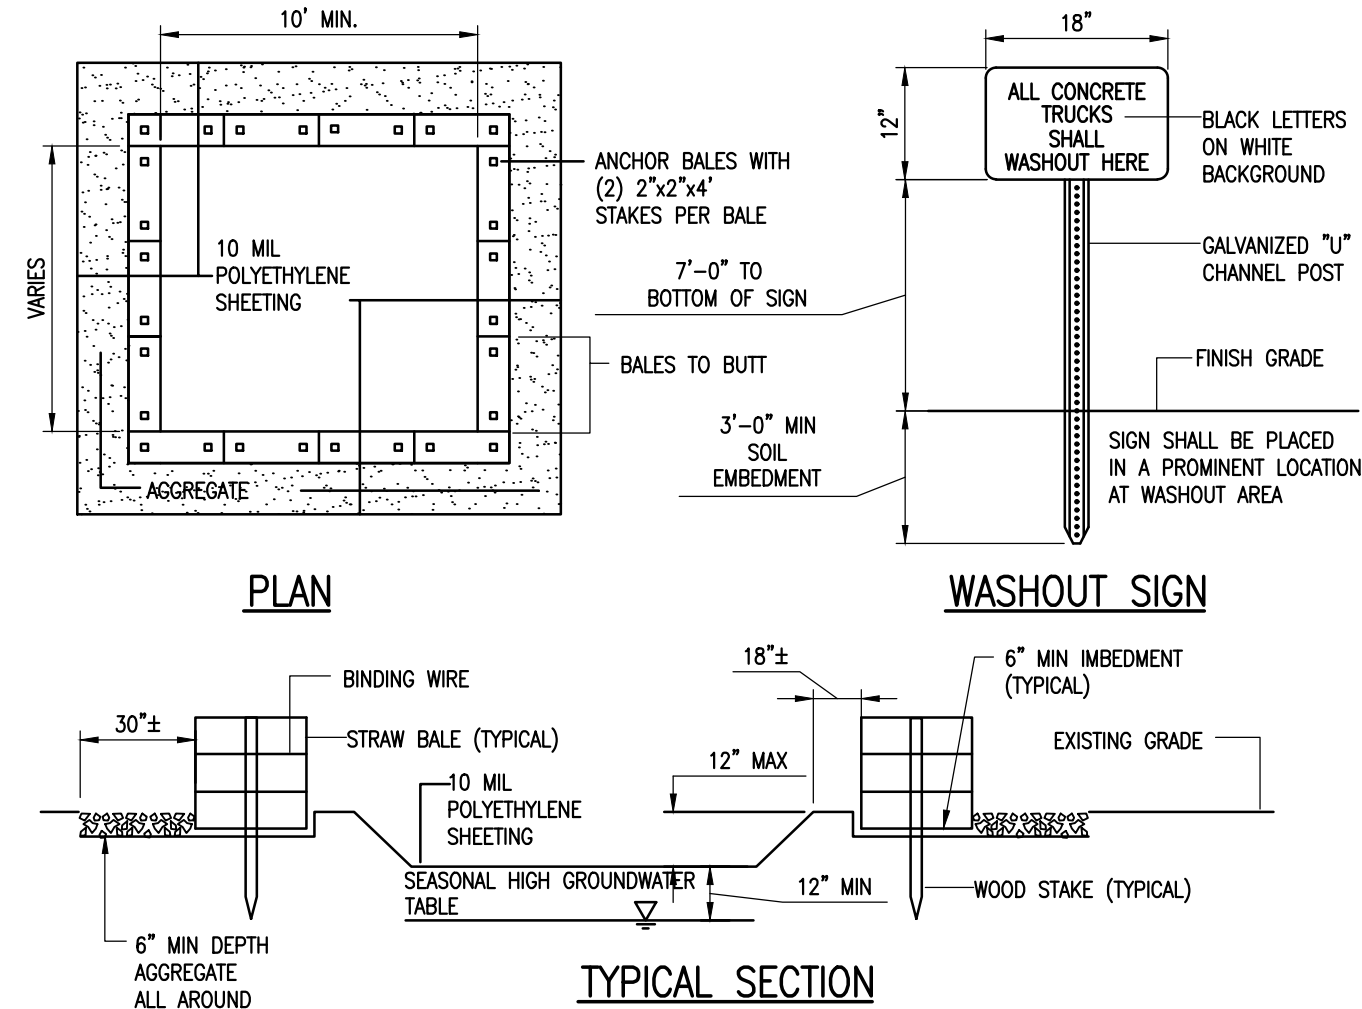 10' MIN.
VARIES
10 MIL
POLYETHYLENE
SHEETING
ANCHOR BALES WITH
(2) 2"x2"x4'
STAKES PER BALE
BALES TO BUTT
AGGREGATE
PLAN
18"
12"
ALL CONCRETE
TRUCKS
SHALL
WASHOUT HERE
BLACK LETTERS
ON WHITE
BACKGROUND
GALVANIZED "U"
CHANNEL POST
7'-0" TO
BOTTOM OF SIGN
FINISH GRADE
3'-0" MIN
SOIL
EMBEDMENT
SIGN SHALL BE PLACED
IN A PROMINENT LOCATION
AT WASHOUT AREA
WASHOUT SIGN
30"±
BINDING WIRE
STRAW BALE (TYPICAL)
10 MIL
POLYETHYLENE
SHEETING
18"±
6" MIN IMBEDMENT
(TYPICAL)
12" MAX
EXISTING GRADE
SEASONAL HIGH GROUNDWATER
TABLE
12" MIN
WOOD STAKE (TYPICAL)
6" MIN DEPTH
AGGREGATE
ALL AROUND
TYPICAL SECTION